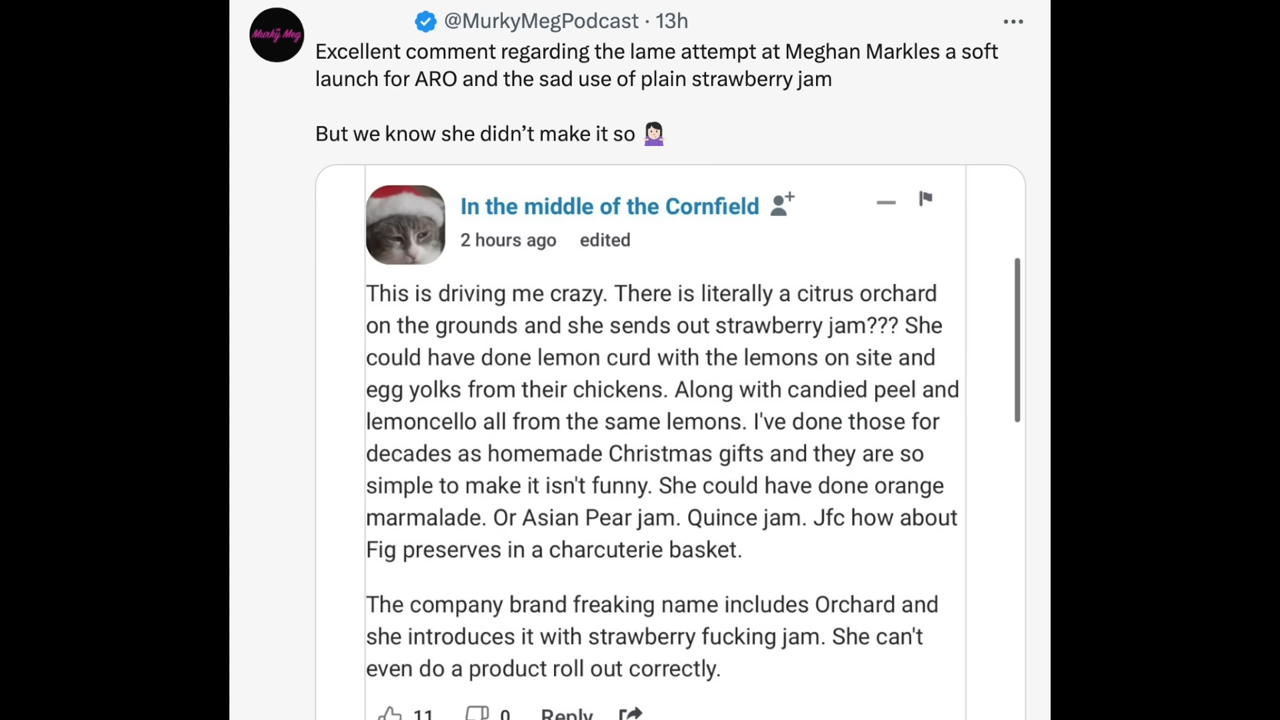 Murky Meg
@MurkyMegPodcast · 13h
Excellent comment regarding the lame attempt at Meghan Markles a soft
launch for ARO and the sad use of plain strawberry jam
But we know she didn’t make it so 🤷🏻‍♀️
In the middle of the Cornfield
2 hours ago edited
This is driving me crazy. There is literally a citrus orchard
on the grounds and she sends out strawberry jam??? She
could have done lemon curd with the lemons on site and
egg yolks from their chickens. Along with candied peel and
lemoncello all from the same lemons. I've done those for
decades as homemade Christmas gifts and they are so
simple to make it isn't funny. She could have done orange
marmalade. Or Asian Pear jam. Quince jam. Jfc how about
Fig preserves in a charcuterie basket.
The company brand freaking name includes Orchard and
she introduces it with strawberry fucking jam. She can't
even do a product roll out correctly.
11 0 Reply